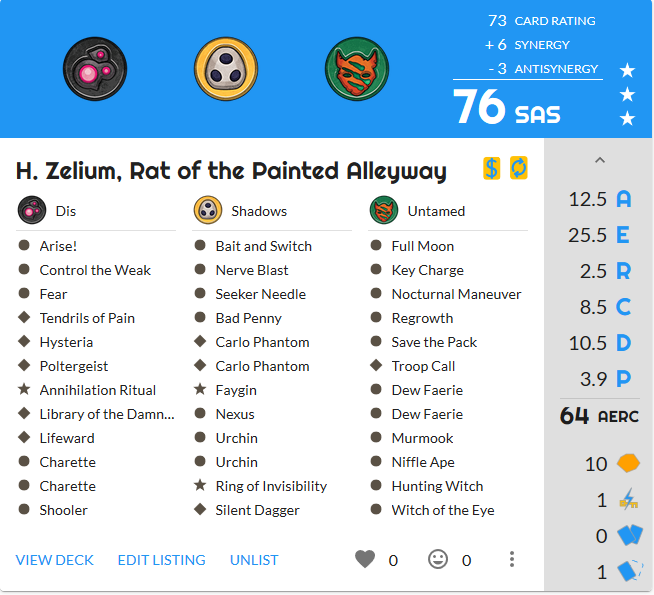 73 CARD RATING
+ 6 SYNERGY
- 3 ANTISYNERGY
76 SAS
H. Zelium, Rat of the Painted Alleyway
$
Dis
Arise!
Control the Weak
Fear
Tendrils of Pain
Hysteria
Poltergeist
Annihilation Ritual
Library of the Damn...
Lifeward
Charette
Charette
Shooler
Shadows
Bait and Switch
Nerve Blast
Seeker Needle
Bad Penny
Carlo Phantom
Carlo Phantom
Faygin
Nexus
Urchin
Urchin
Ring of Invisibility
Silent Dagger
Untamed
Full Moon
Key Charge
Nocturnal Maneuver
Regrowth
Save the Pack
Troop Call
Dew Faerie
Dew Faerie
Murmook
Niffle Ape
Hunting Witch
Witch of the Eye
VIEW DECK EDIT LISTING UNLIST 0 0
12.5 A
25.5 E
2.5 R
8.5 C
10.5 D
3.9 P
64 AERC
10
1
0
1